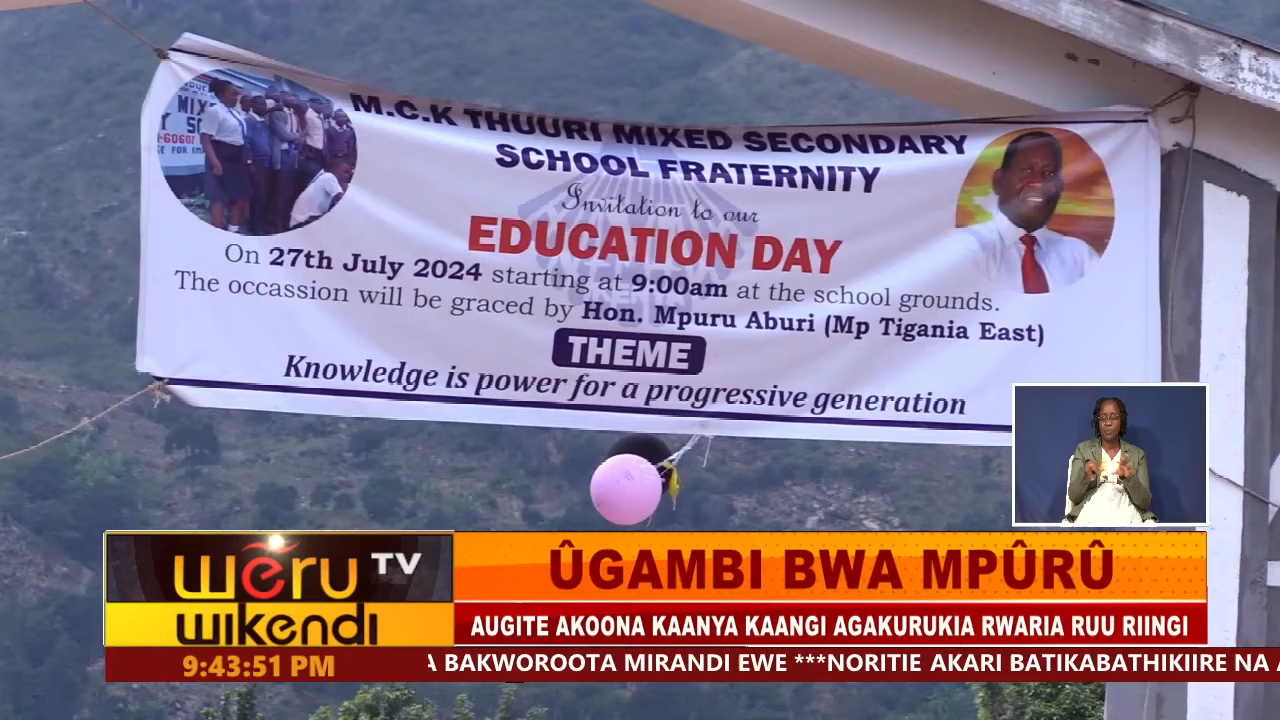 M.C.K THUURI MIXED SECONDARY
SCHOOL FRATERNITY
Invitation to our
EDUCATION DAY
On 27th July 2024 starting at 9:00am at the school grounds.
The occassion will be graced by Hon. Mpuru Aburi (Mp Tigania East)
THEME
Knowledge is power for a progressive generation
MIX
60607
KENYA
weru TV
wikendi
ÛGAMBI BWA MPÛRÛ
AUGITE AKOONA KAANYA KAANGI AGAKURUKIA RWARIA RUU RIINGI
9:43:51 PM
A BAKWOROOTA MIRANDI EWE ***NORITIE AKARI BATIKABATHIKIIRE NA